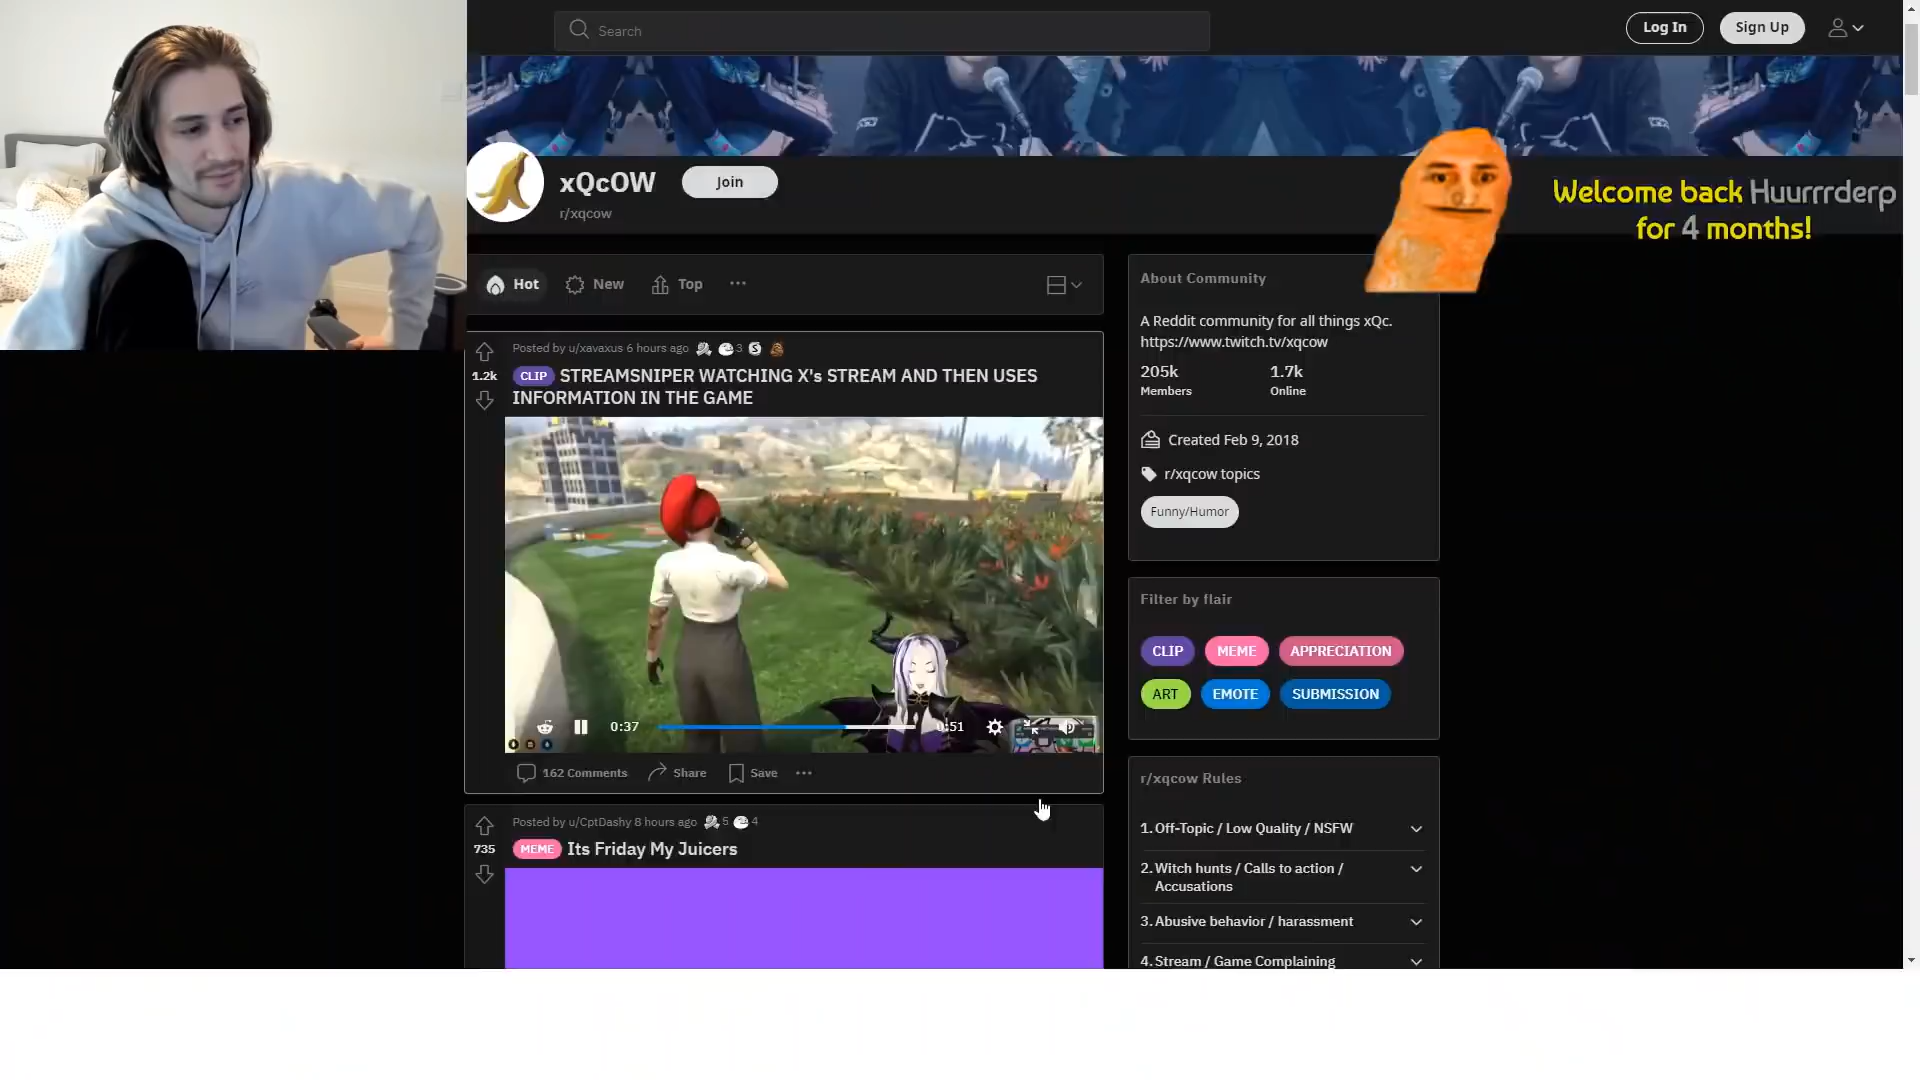 Search
Log In
Sign Up
xQcOW
Join
r/xqcow
Welcome back Huurrrderp
for 4 months!
Hot
New
Top
Posted by u/xavaxus 6 hours ago
3
1.2k
CLIP STREAMSNIPER WATCHING X's STREAM AND THEN USES
INFORMATION IN THE GAME
0:37
0:51
162 Comments
Share
Save
Posted by u/CptDashy 8 hours ago
5
4
735
MEME Its Friday My Juicers
About Community
A Reddit community for all things xQc.
https://www.twitch.tv/xqcow
205k
1.7k
Members
Online
Created Feb 9, 2018
r/xqcow topics
Funny/Humor
Filter by flair
CLIP
MEME
APPRECIATION
ART
EMOTE
SUBMISSION
r/xqcow Rules
1. Off-Topic / Low Quality / NSFW
2. Witch hunts / Calls to action /
Accusations
3. Abusive behavior / harassment
4. Stream / Game Complaining